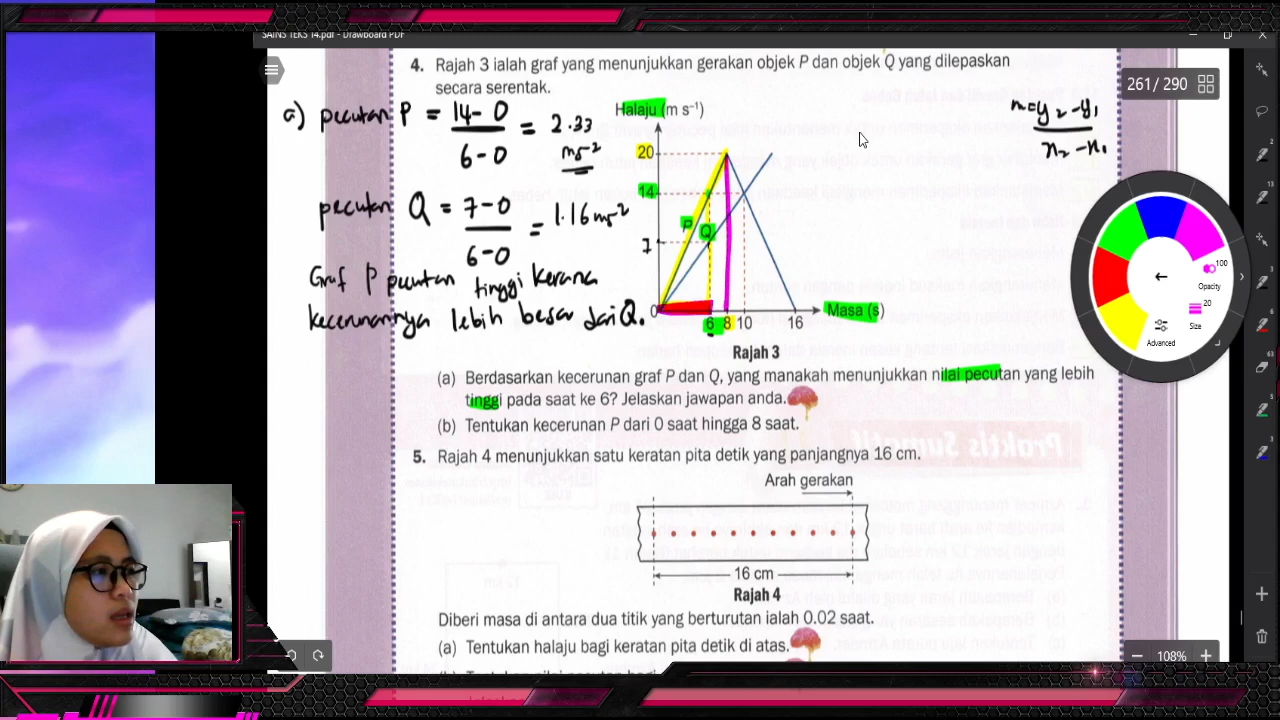 SAINS TEKS 14.pdf - Drawboard PDF
261 / 290
4. Rajah 3 ialah graf yang menunjukkan gerakan objek P dan objek Q yang dilepaskan
secara serentak.
a) pecutan P = 14 - 0 / 6 - 0 = 2.33 ms⁻²
pecutan Q = 7 - 0 / 6 - 0 = 1.16 ms⁻²
Graf P pecutan tinggi kerana
kecerunannya lebih besar dari Q.
m = y₂ - y₁
x₂ - x₁
Halaju (m s⁻¹)
20
14
P Q
7
0
6 8 10 16 Masa (s)
Rajah 3
(a) Berdasarkan kecerunan graf P dan Q, yang manakah menunjukkan nilai pecutan yang lebih
tinggi pada saat ke 6? Jelaskan jawapan anda.
(b) Tentukan kecerunan P dari 0 saat hingga 8 saat.
5. Rajah 4 menunjukkan satu keratan pita detik yang panjangnya 16 cm.
Arah gerakan
16 cm
Rajah 4
Diberi masa di antara dua titik yang berturutan ialah 0.02 saat.
(a) Tentukan halaju bagi keratan pita detik di atas.
100
Opacity
20
Size
Advanced
108%